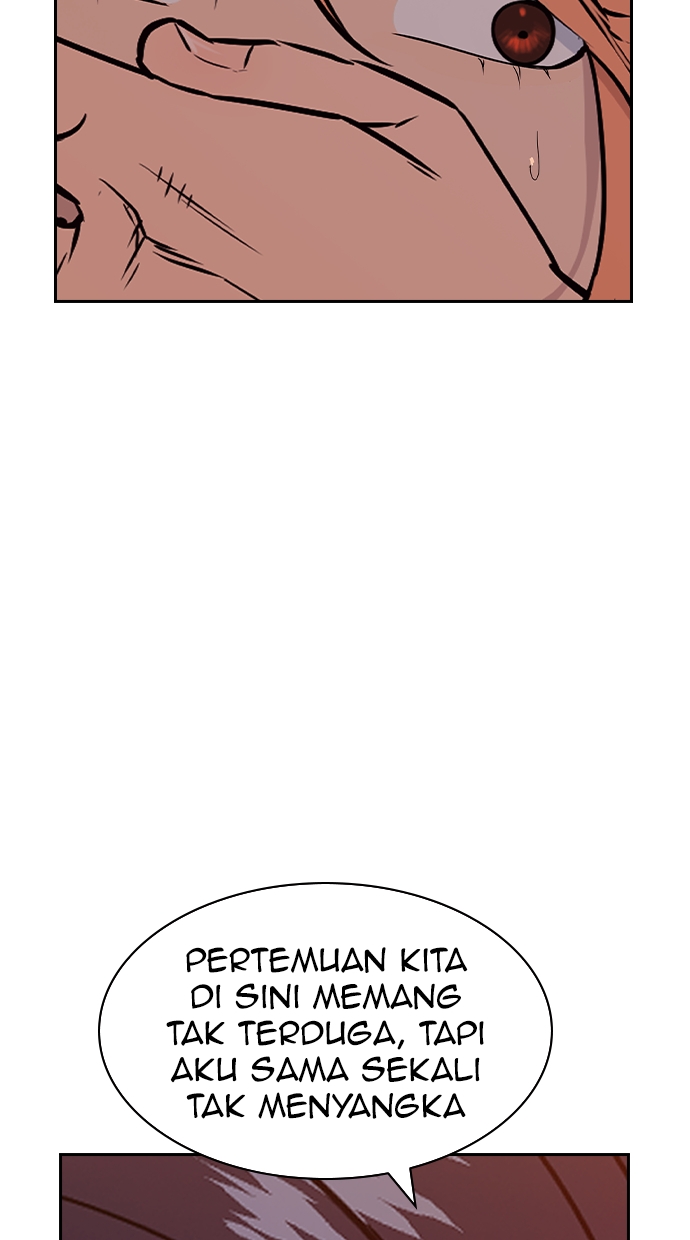 PERTEMUAN KITA
DI SINI MEMANG
TAK TERDUGA, TAPI
AKU SAMA SEKALI
TAK MENYANGKA